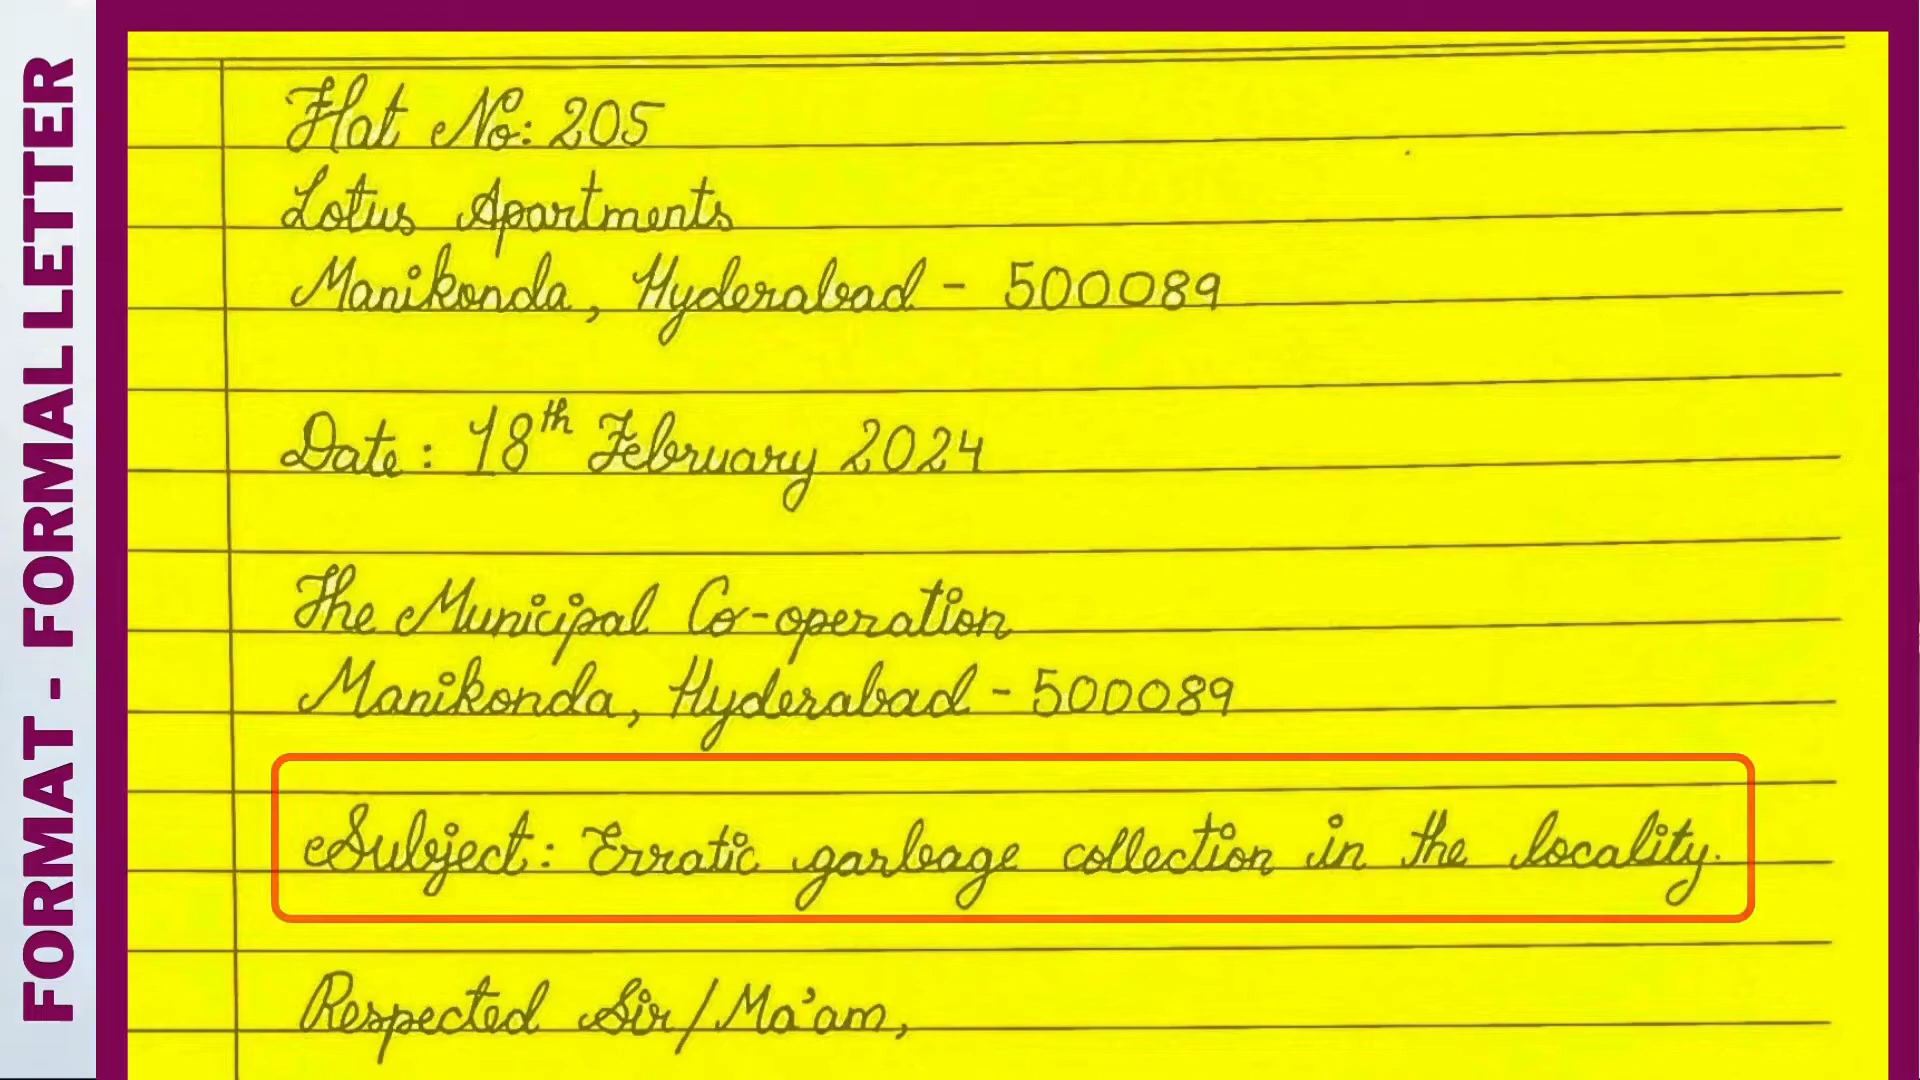 FORMAT - FORMAL LETTER
Flat No: 205
Lotus Apartments
Manikonda, Hyderabad - 500089
Date : 18th February 2024
The Municipal Co-operation
Manikonda, Hyderabad - 500089
Subject: Erratic garbage collection in the locality.
Respected Sir/Ma'am,